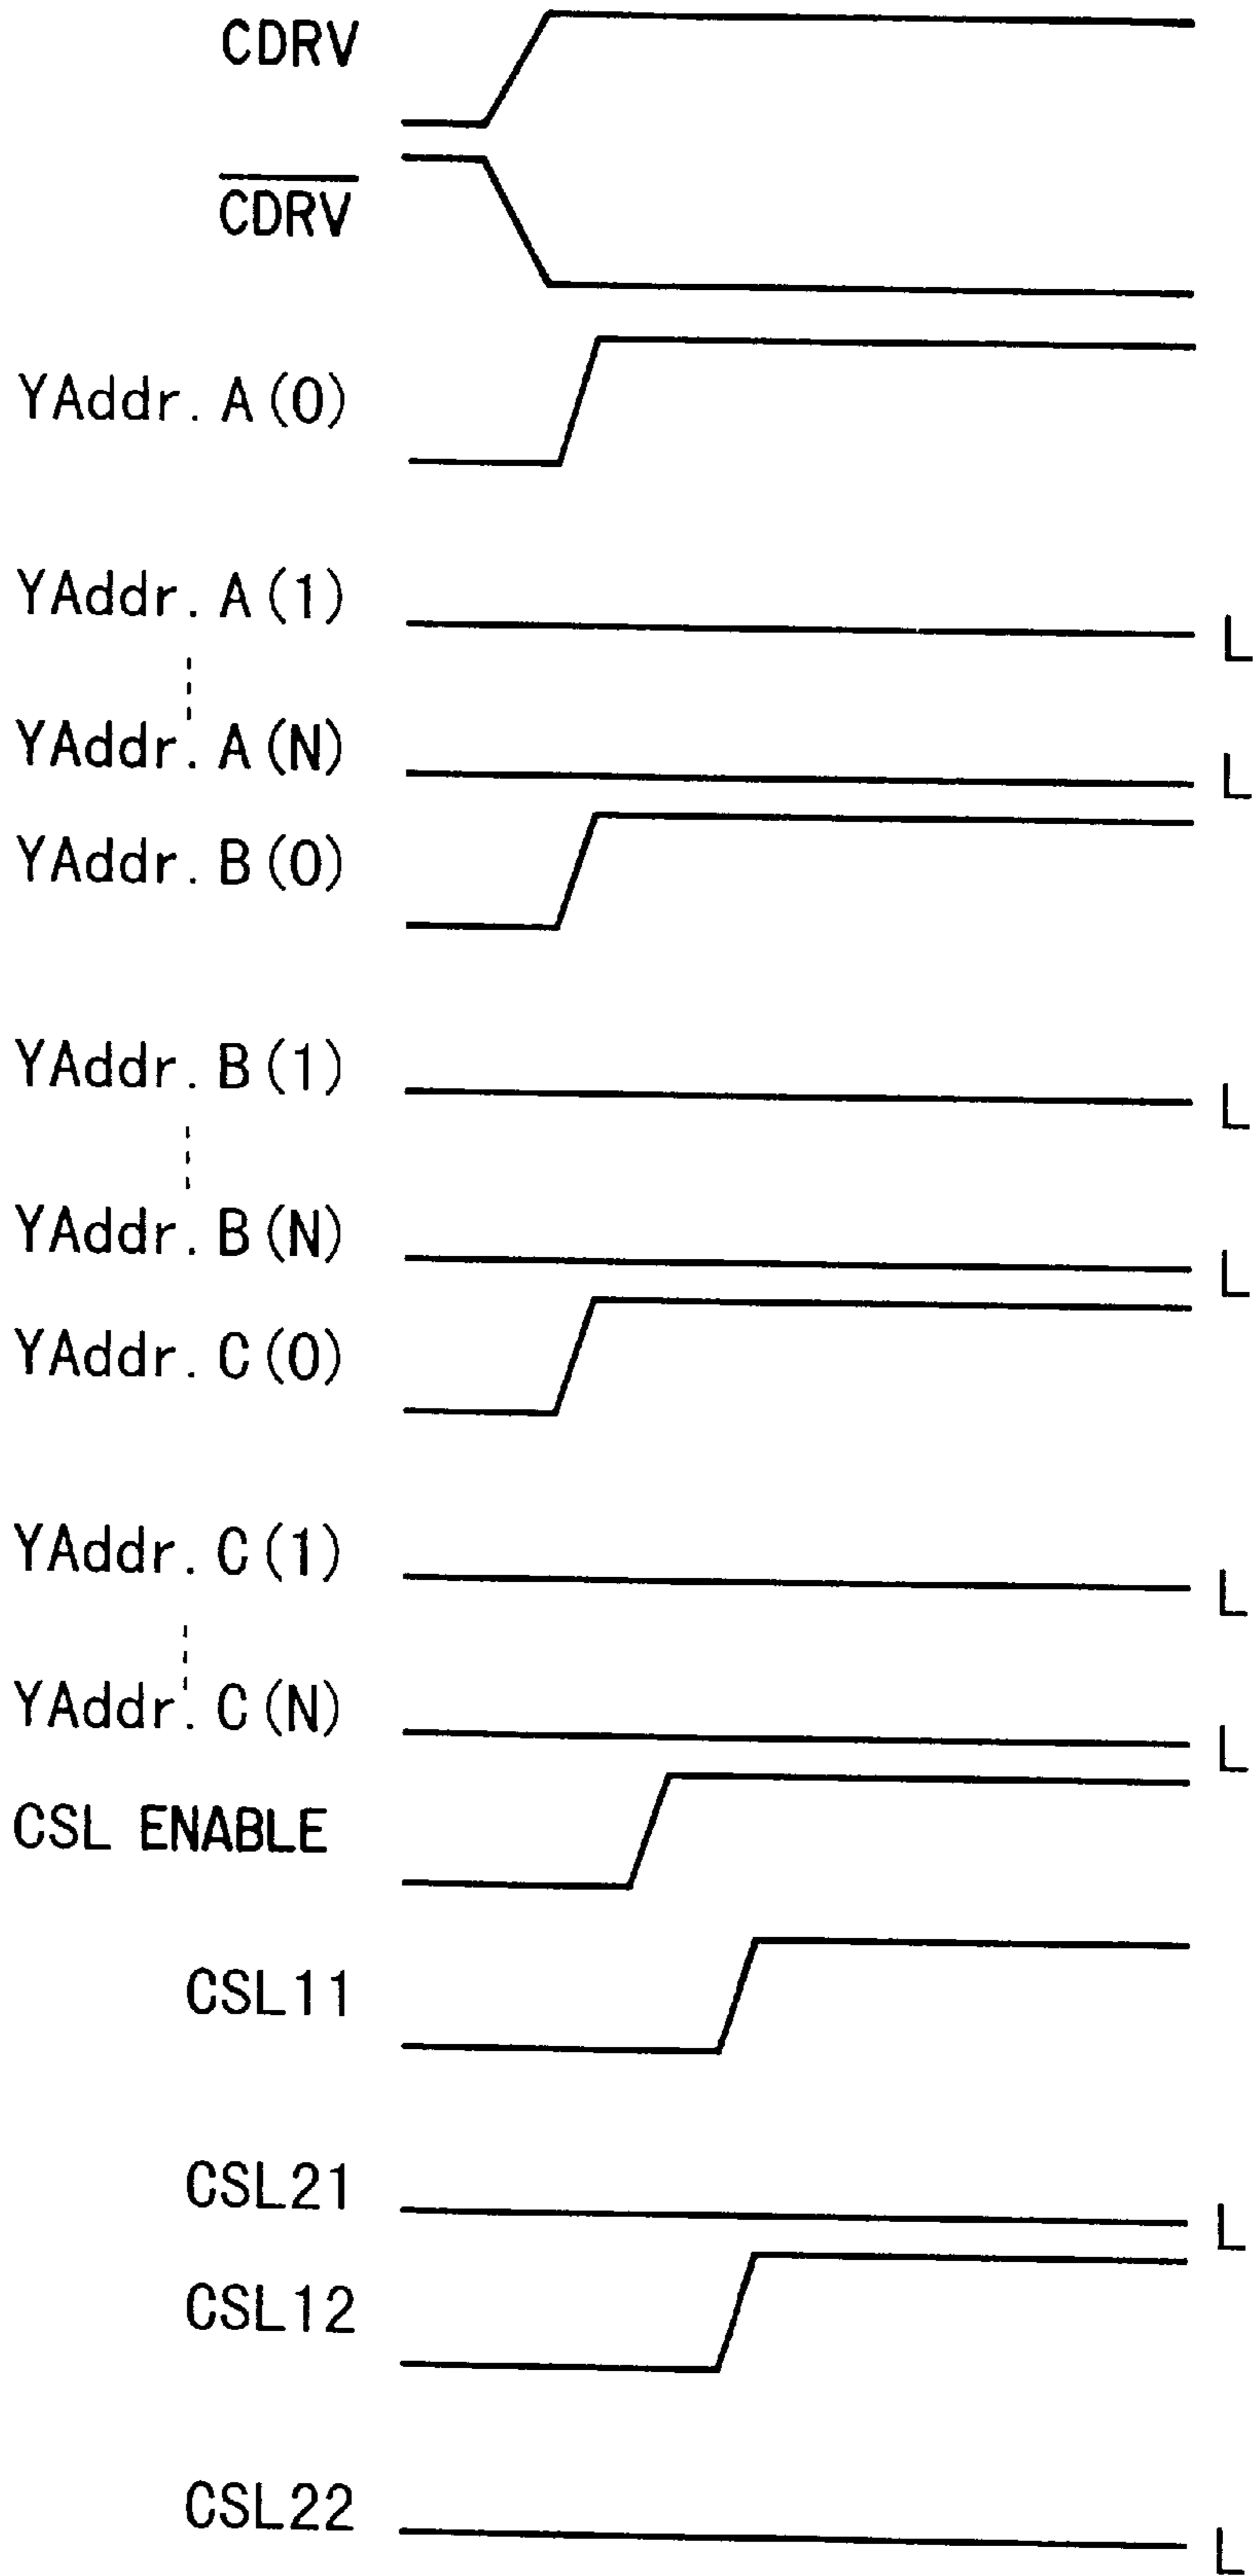 CDRV
C̅D̅R̅V̅
YAddr. A(0)
YAddr. A(1) L
YAddr. A(N) L
YAddr. B(0)
YAddr. B(1) L
YAddr. B(N) L
YAddr. C(0)
YAddr. C(1) L
YAddr. C(N) L
CSL ENABLE
CSL11
CSL21 L
CSL12
CSL22 L